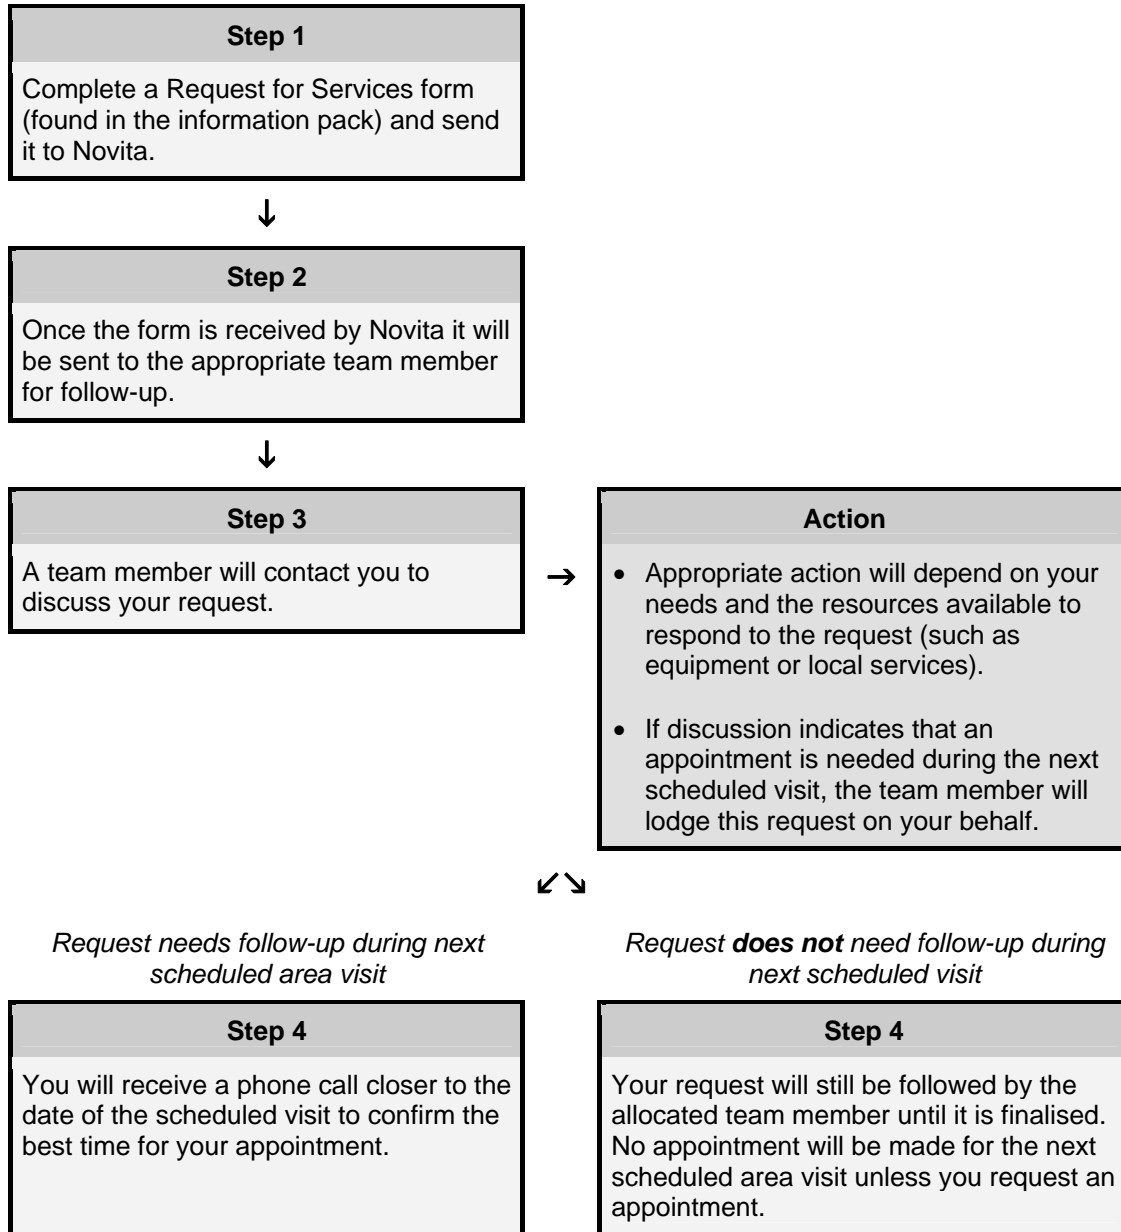 Step 1
Complete a Request for Services form
(found in the information pack) and send
it to Novita.
↓
Step 2
Once the form is received by Novita it will
be sent to the appropriate team member
for follow-up.
↓
Step 3
A team member will contact you to
discuss your request.
→
Action
• Appropriate action will depend on your
needs and the resources available to
respond to the request (such as
equipment or local services).
• If discussion indicates that an
appointment is needed during the next
scheduled visit, the team member will
lodge this request on your behalf.
↙↘
Request needs follow-up during next
scheduled area visit
Step 4
You will receive a phone call closer to the
date of the scheduled visit to confirm the
best time for your appointment.
Request does not need follow-up during
next scheduled visit
Step 4
Your request will still be followed by the
allocated team member until it is finalised.
No appointment will be made for the next
scheduled area visit unless you request an
appointment.